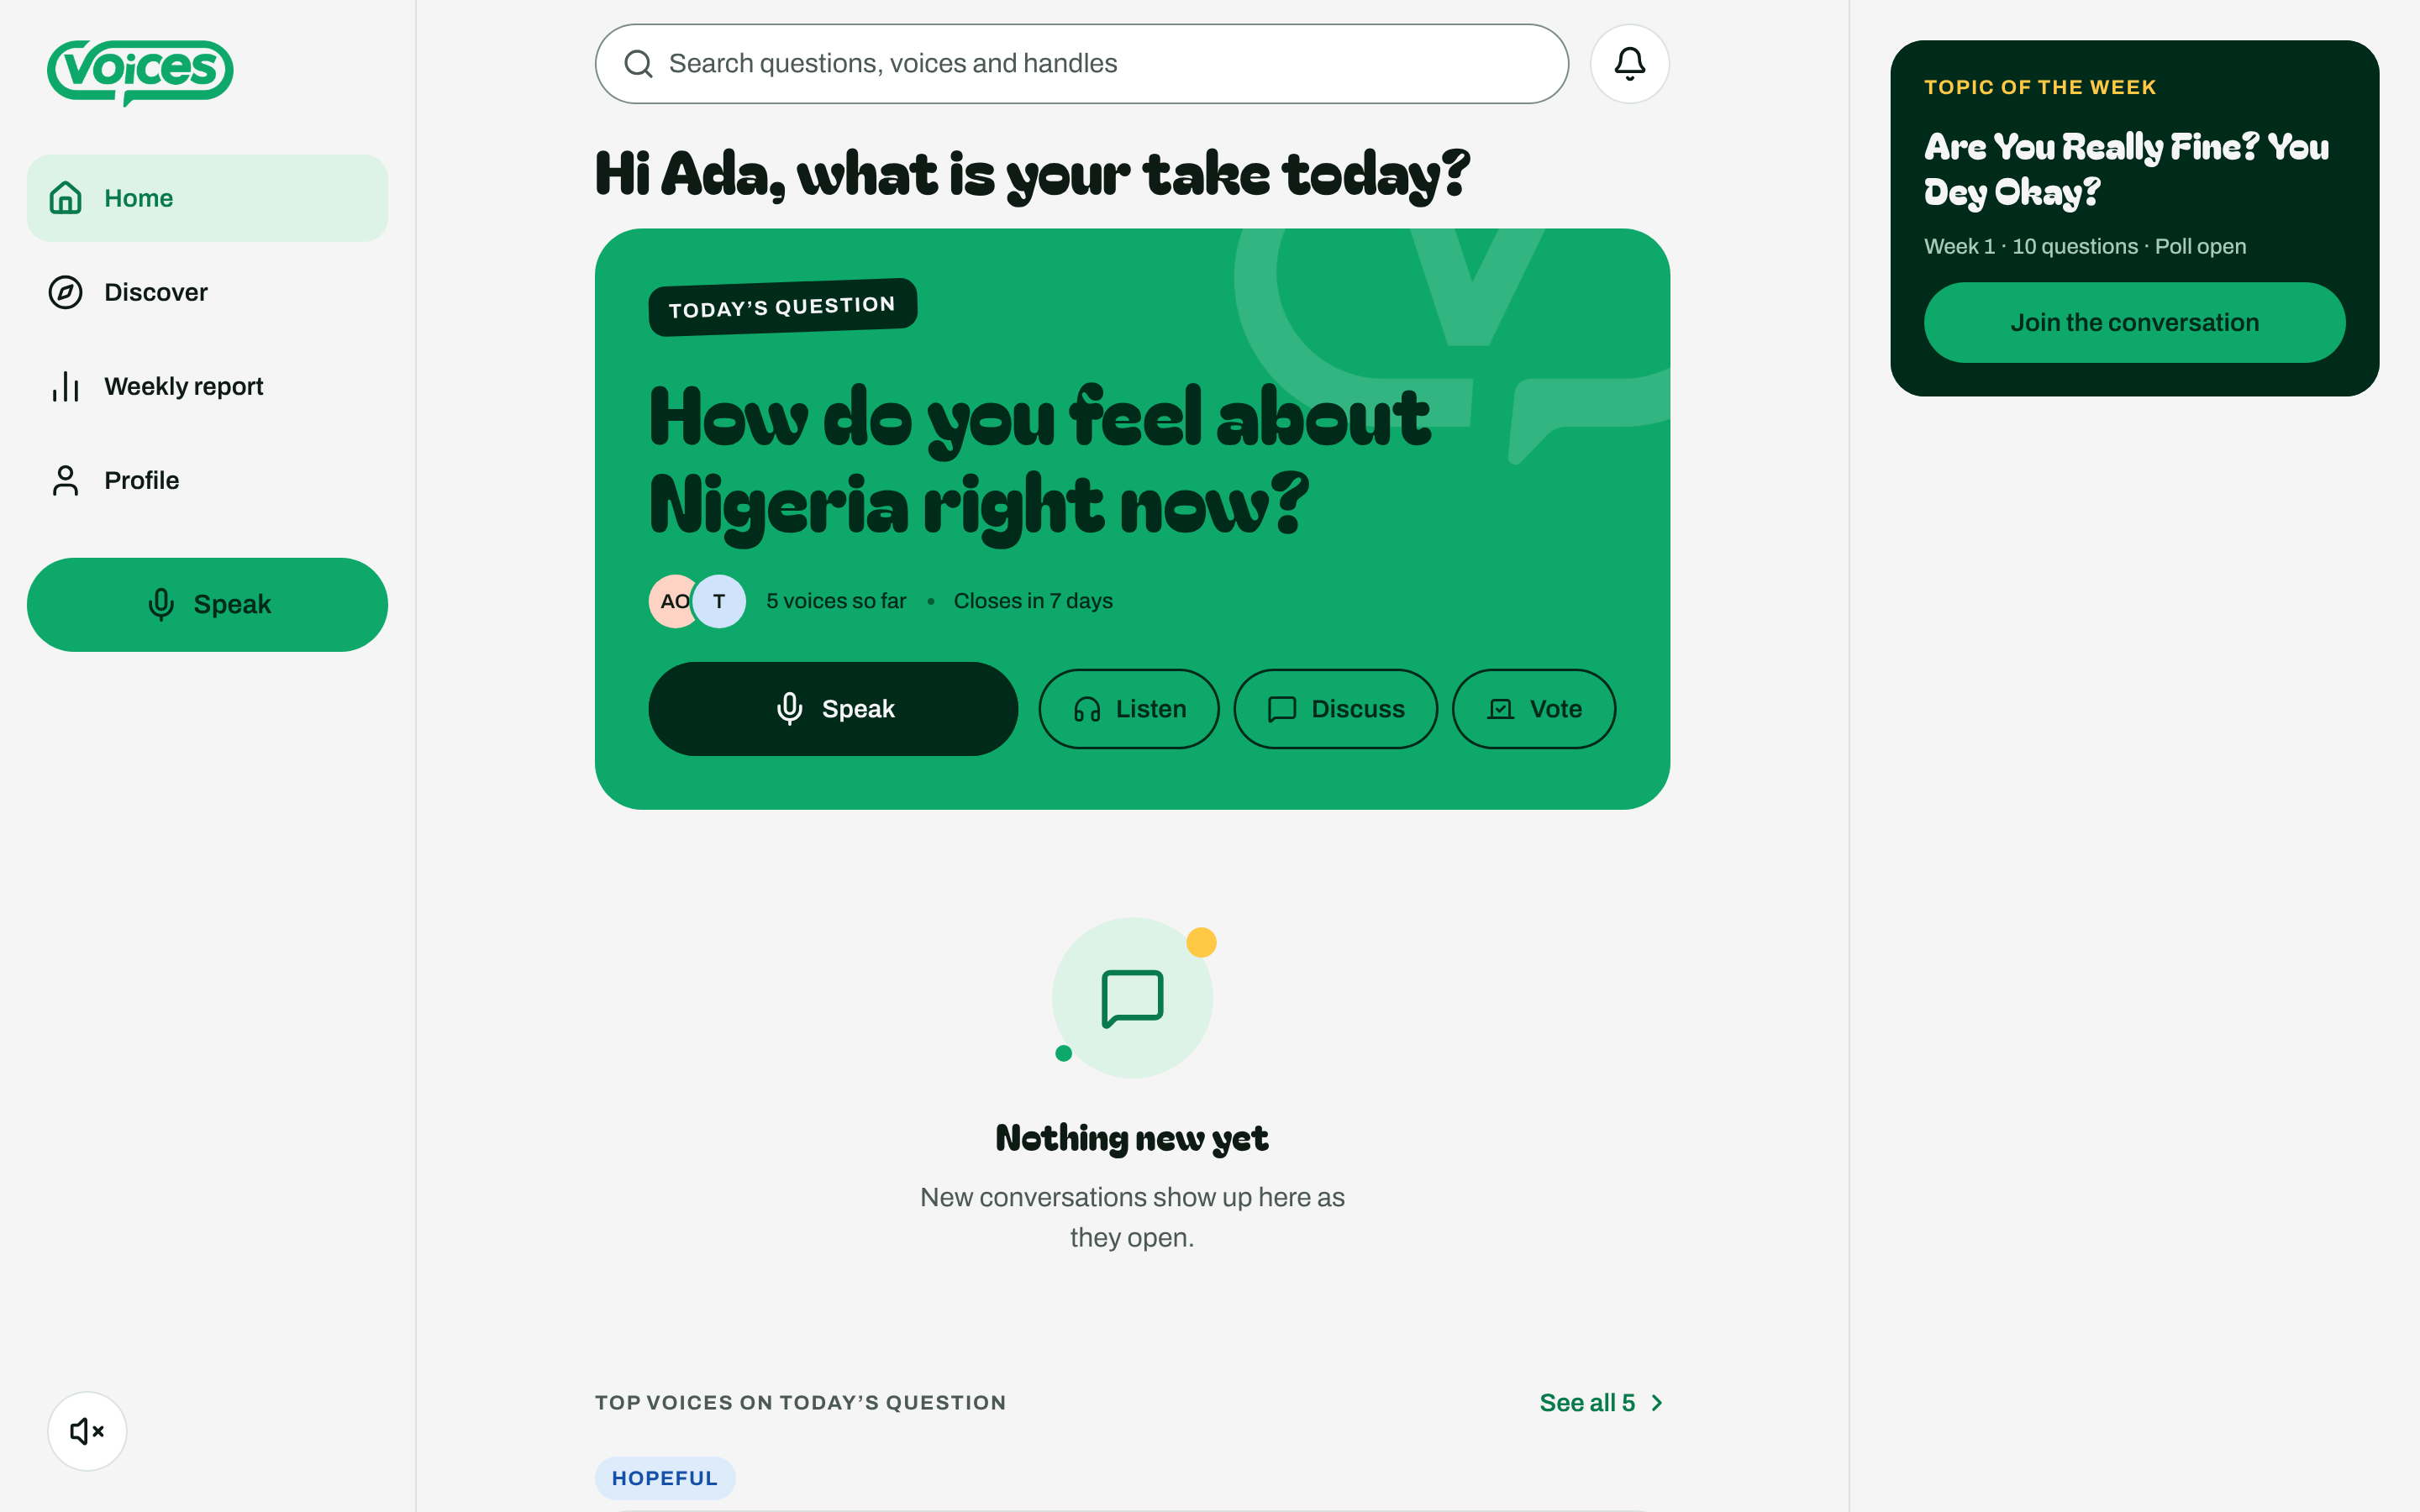 Voices
Home
Discover
Weekly report
Profile
Speak
Search questions, voices and handles
Hi Ada, what is your take today?
TODAY’S QUESTION
How do you feel about
Nigeria right now?
AO T 5 voices so far • Closes in 7 days
Speak Listen Discuss Vote
Nothing new yet
New conversations show up here as
they open.
TOP VOICES ON TODAY’S QUESTION See all 5
HOPEFUL
TOPIC OF THE WEEK
Are You Really Fine? You
Dey Okay?
Week 1 · 10 questions · Poll open
Join the conversation